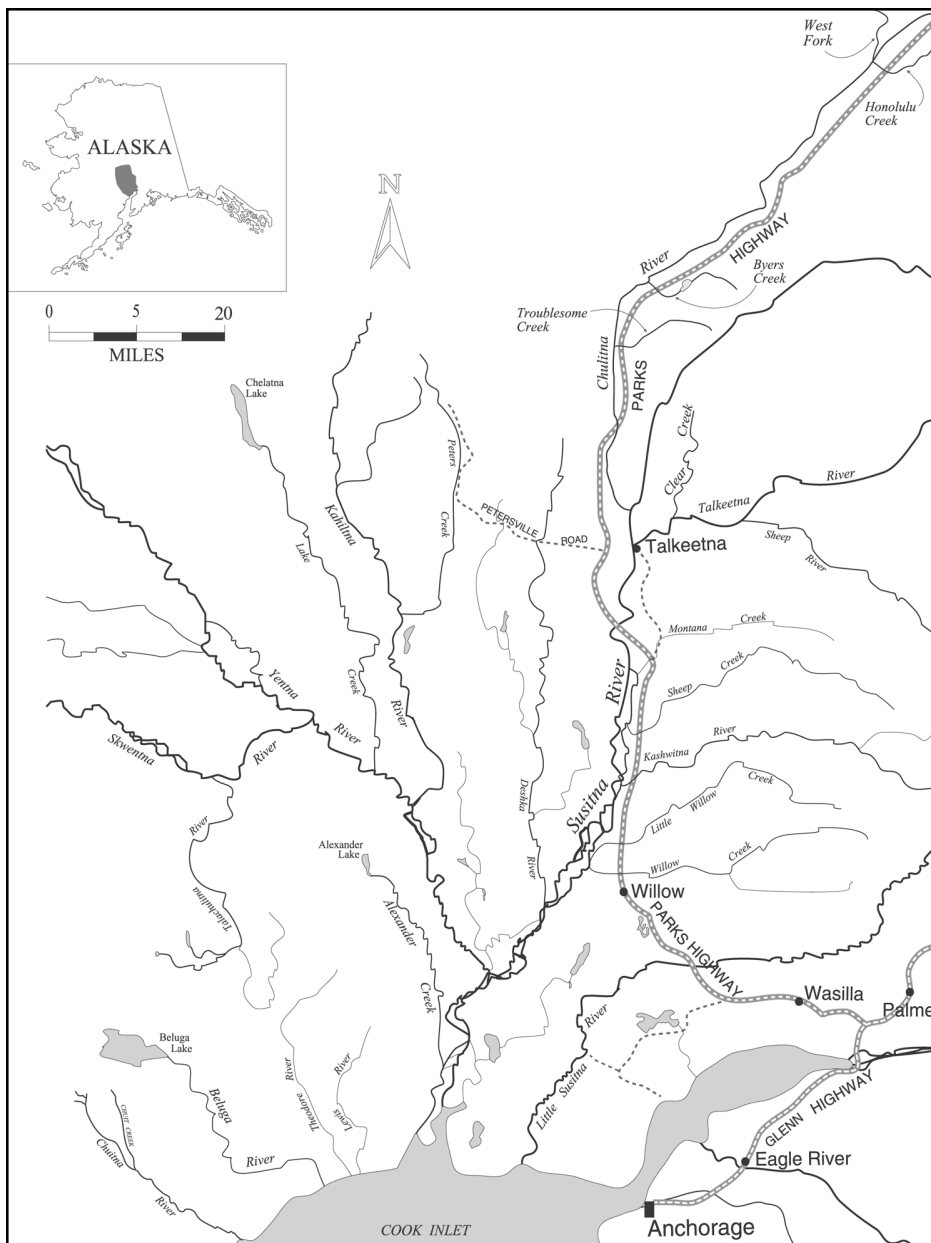 West
Fork
Honolulu
Creek
ALASKA
N
River
HIGHWAY
Byers
Creek
0 5 20
MILES
Troublesome
Creek
Chulitna
PARKS
Chelatna
Lake
Peters
Creek
Kahiltna
River
Lake
Creek
PETERSVILLE
ROAD
Clear
Creek
Talkeetna
River
Talkeetna
Sheep
River
Montana
Creek
Sheep
Creek
Kashwitna
River
Little
Willow
Creek
Willow
Creek
Willow
PARKS HIGHWAY
Susitna
River
Deshka
River
Yentna
River
Skwentna
River
Talachulitna
River
Alexander
Lake
Alexander
Creek
Wasilla
Palme
Little
Susitna
River
Beluga
Lake
Beluga
River
Theodore
River
Lewis
River
CHUIT CREEK
Chuitna
River
GLENN HIGHWAY
Eagle River
Anchorage
COOK INLET